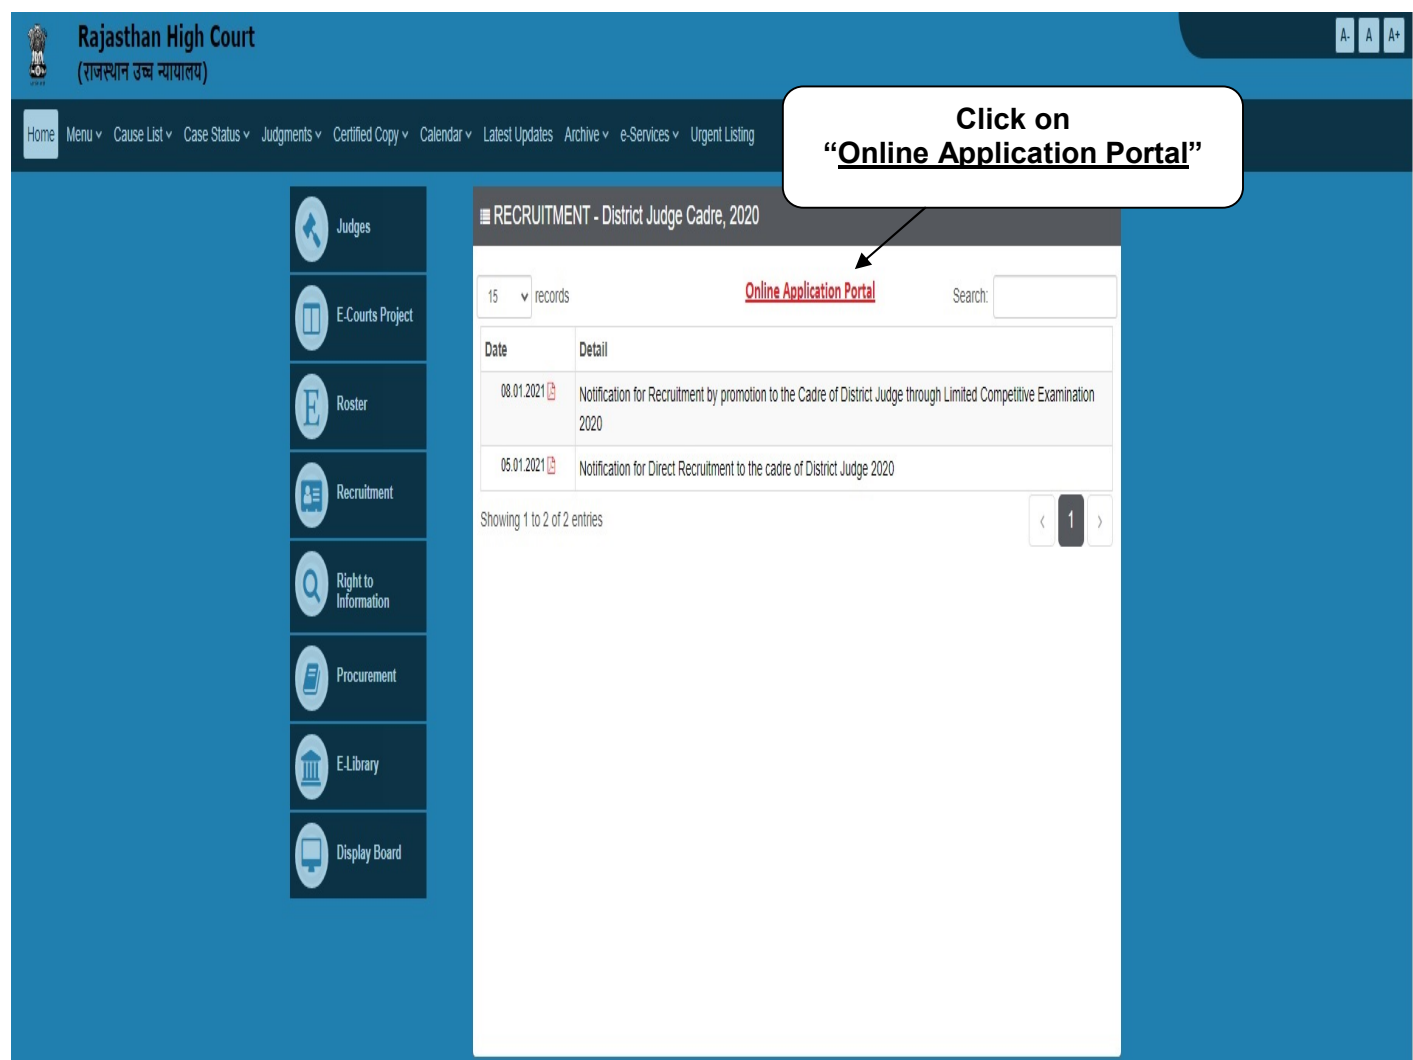 Rajasthan High Court
(राजस्थान उच्च न्यायालय)
A- A A+
Home Menu Cause List Case Status Judgments Certified Copy Calendar Latest Updates Archive e-Services Urgent Listing
Click on
“Online Application Portal”
Judges
E-Courts Project
Roster
Recruitment
Right to
Information
Procurement
E-Library
Display Board
RECRUITMENT - District Judge Cadre, 2020
15 records Online Application Portal Search:
Date Detail
08.01.2021 Notification for Recruitment by promotion to the Cadre of District Judge through Limited Competitive Examination
2020
05.01.2021 Notification for Direct Recruitment to the cadre of District Judge 2020
Showing 1 to 2 of 2 entries
‹ 1 ›